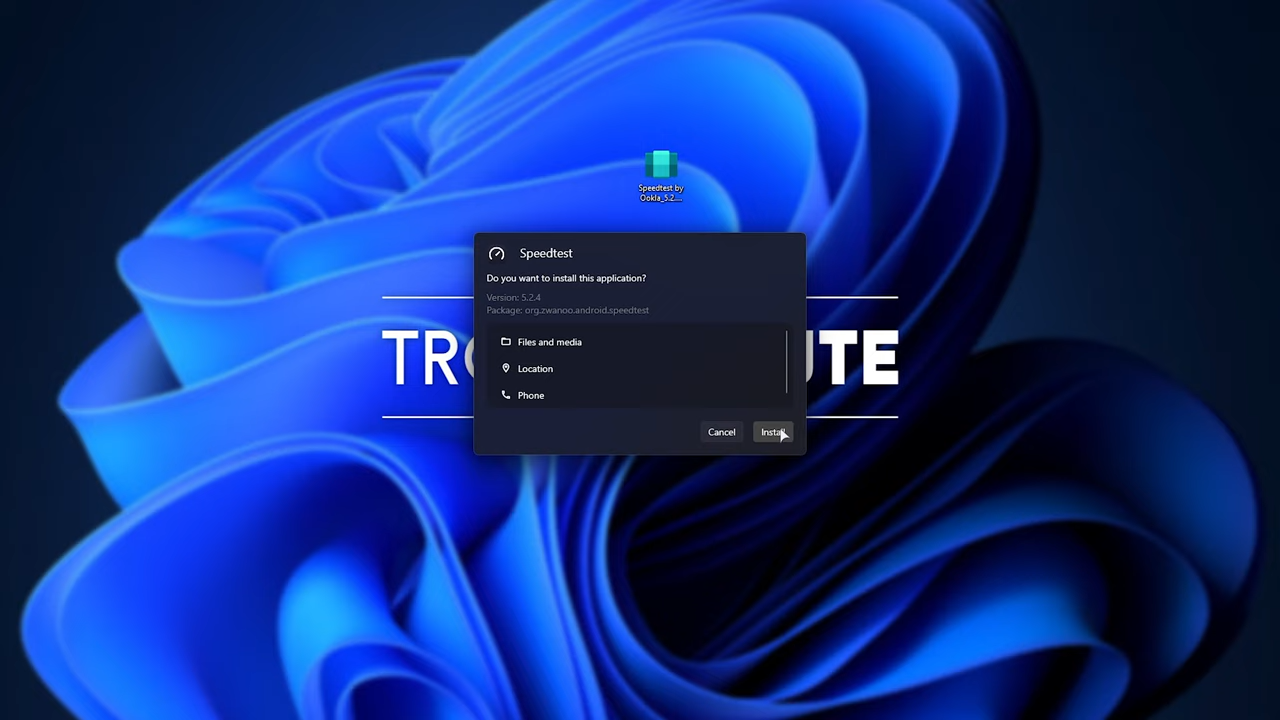 Speedtest by
Ookla_5.2....
Speedtest
Do you want to install this application?
Version: 5.2.4
Package: org.zwanoo.android.speedtest
Files and media
Location
Phone
Cancel
Install